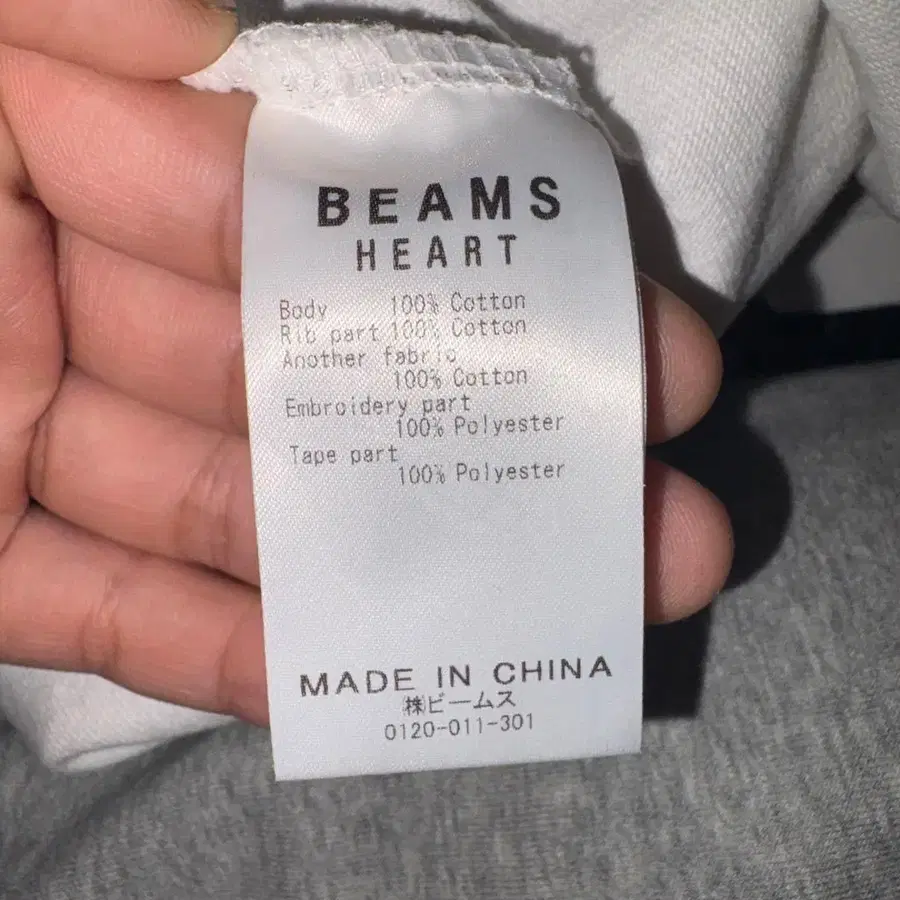 BEAMS
HEART
Body 100% Cotton
Rib part 100% Cotton
Another fabric
100% Cotton
Embroidery part
100% Polyester
Tape part
100% Polyester
MADE IN CHINA
㈱ビームス
0120-011-301